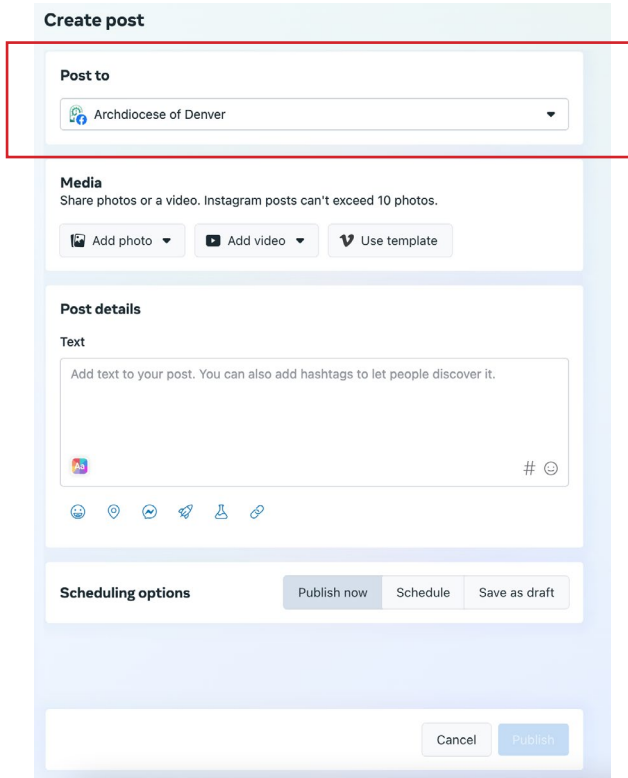 Create post
Post to
Archdiocese of Denver
Media
Share photos or a video. Instagram posts can't exceed 10 photos.
Add photo
Add video
Use template
Post details
Text
Add text to your post. You can also add hashtags to let people discover it.
Aa
#
Scheduling options
Publish now
Schedule
Save as draft
Cancel
Publish